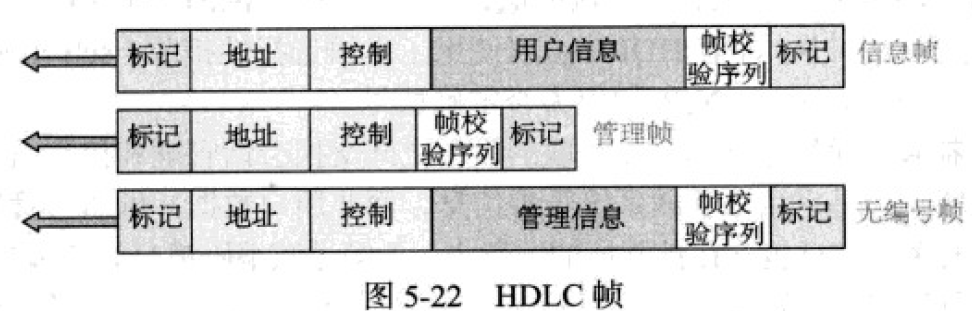 标记 地址 控制 用户信息 帧校验序列 标记 信息帧
标记 地址 控制 帧校验序列 标记 管理帧
标记 地址 控制 管理信息 帧校验序列 标记 无编号帧
图 5-22 HDLC 帧